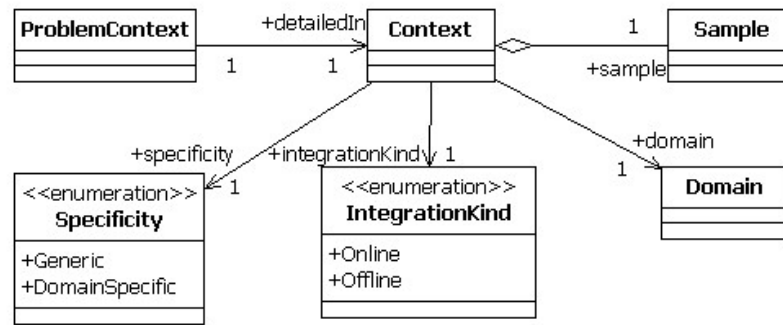 ProblemContext
+detailedIn
1
1
Context
1
+sample
Sample
+specificity
1
+integrationKind
1
+domain
1
<<enumeration>>
Specificity
+Generic
+DomainSpecific
<<enumeration>>
IntegrationKind
+Online
+Offline
Domain